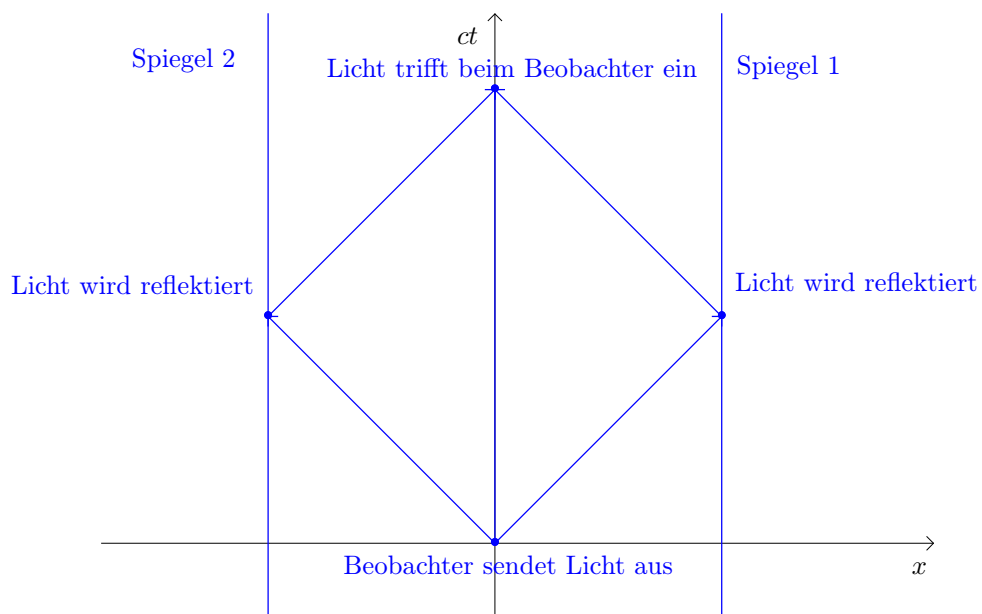 ct
Spiegel 2
Licht trifft beim Beobachter ein
Spiegel 1
Licht wird reflektiert
Licht wird reflektiert
Beobachter sendet Licht aus
x